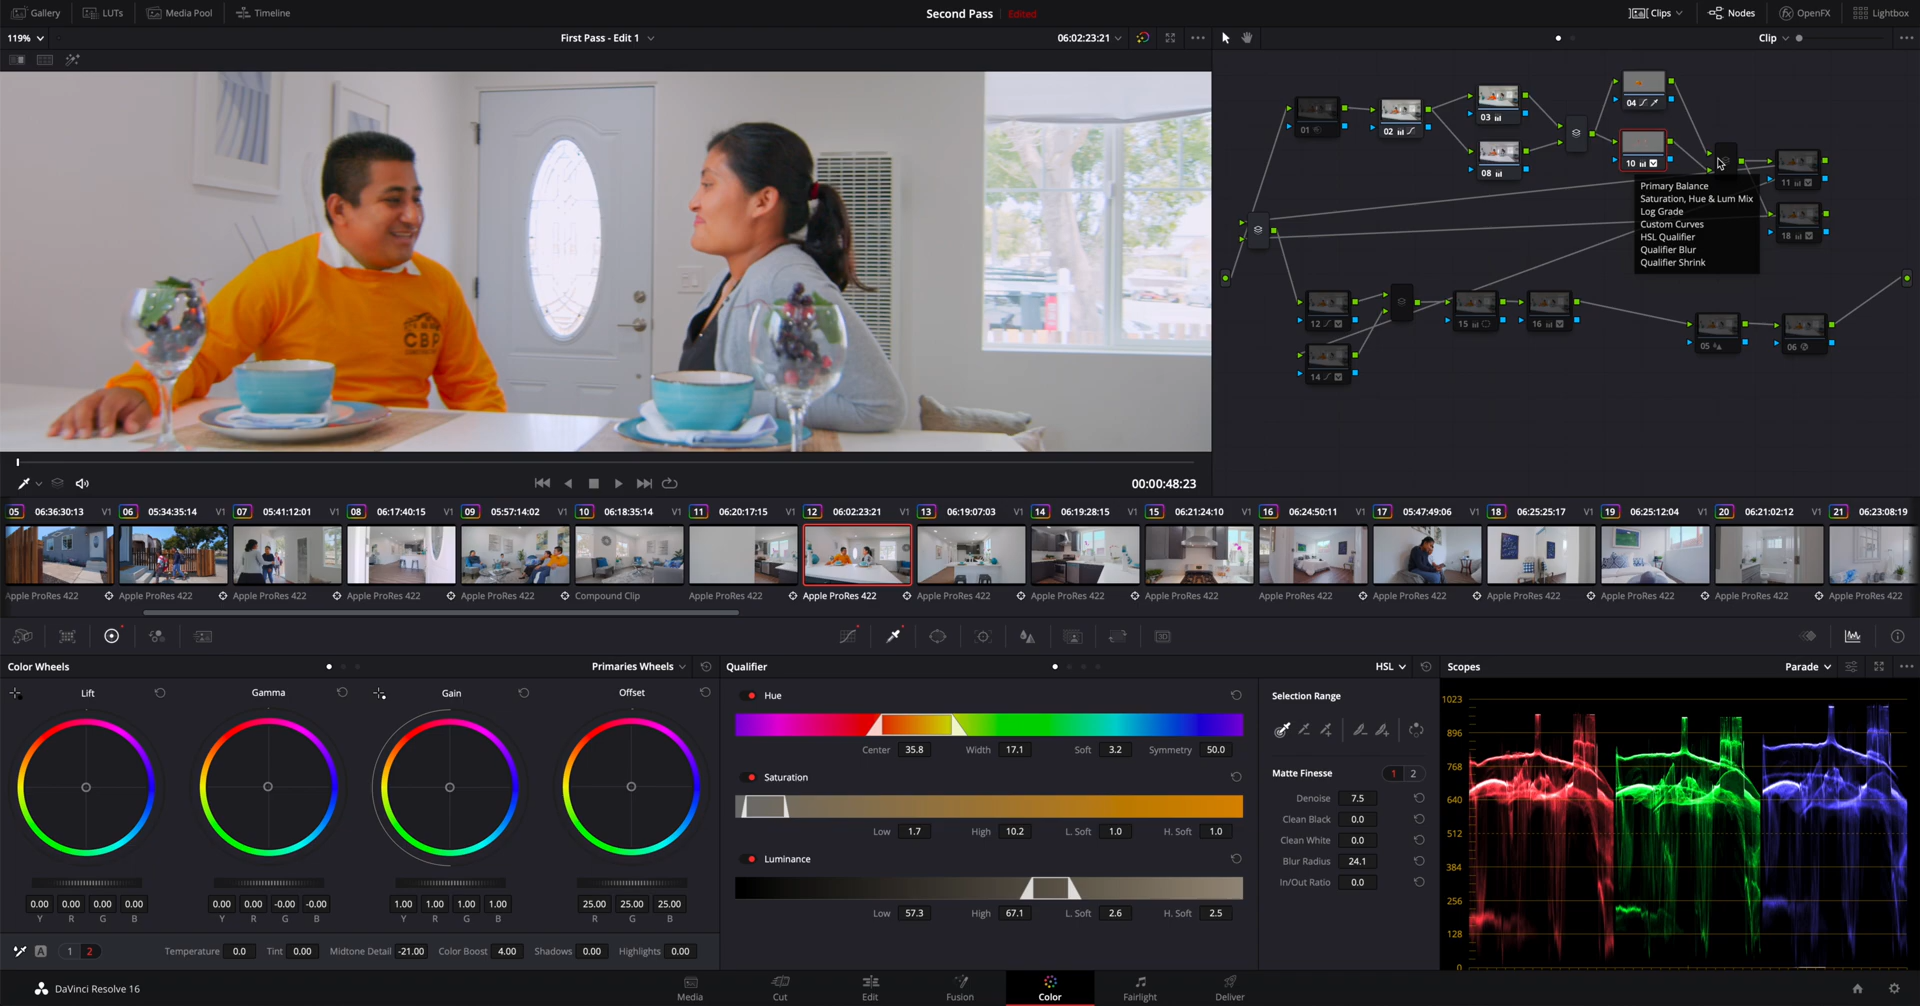 Gallery LUTs Media Pool Timeline Second Pass Edited Clips Nodes OpenFX Lightbox
119% First Pass - Edit 1 06:02:23:21 Clip
04
01 02 03
08 10
11
18
Primary Balance
Saturation, Hue & Lum Mix
Log Grade
Custom Curves
HSL Qualifier
Qualifier Blur
Qualifier Shrink
12 15 16
05 06
14
CBP
00:00:48:23
05 06:36:30:13 V1 06 05:34:35:14 V1 07 05:41:12:01 V1 08 06:17:40:15 V1 09 05:57:14:02 V1 10 06:18:35:14 V1 11 06:20:17:15 V1 12 06:02:23:21 V1 13 06:19:07:03 V1 14 06:19:28:15 V1 15 06:21:24:10 V1 16 06:24:50:11 V1 17 05:47:49:06 V1 18 06:25:25:17 V1 19 06:25:12:04 V1 20 06:21:02:12 V1 21 06:23:08:19
Apple ProRes 422 Apple ProRes 422 Apple ProRes 422 Apple ProRes 422 Apple ProRes 422 Compound Clip Apple ProRes 422 Apple ProRes 422 Apple ProRes 422 Apple ProRes 422 Apple ProRes 422 Apple ProRes 422 Apple ProRes 422 Apple ProRes 422 Apple ProRes 422 Apple ProRes 422 Apple ProRes 422
3D
Color Wheels Primaries Wheels Qualifier HSL Scopes Parade
Lift Gamma Gain Offset
Hue
Center 35.8 Width 17.1 Soft 3.2 Symmetry 50.0
Saturation
Low 1.7 High 10.2 L. Soft 1.0 H. Soft 1.0
Luminance
Low 57.3 High 67.1 L. Soft 2.6 H. Soft 2.5
Selection Range
Matte Finesse 1 2
Denoise 7.5
Clean Black 0.0
Clean White 0.0
Blur Radius 24.1
In/Out Ratio 0.0
1023
896
768
640
512
384
256
128
0
0.00 0.00 0.00 0.00 0.00 0.00 -0.00 -0.00 1.00 1.00 1.00 1.00 25.00 25.00 25.00
Y R G B Y R G B Y R G B R G B
A 1 2 Temperature 0.0 Tint 0.00 Midtone Detail -21.00 Color Boost 4.00 Shadows 0.00 Highlights 0.00
DaVinci Resolve 16 Media Cut Edit Fusion Color Fairlight Deliver